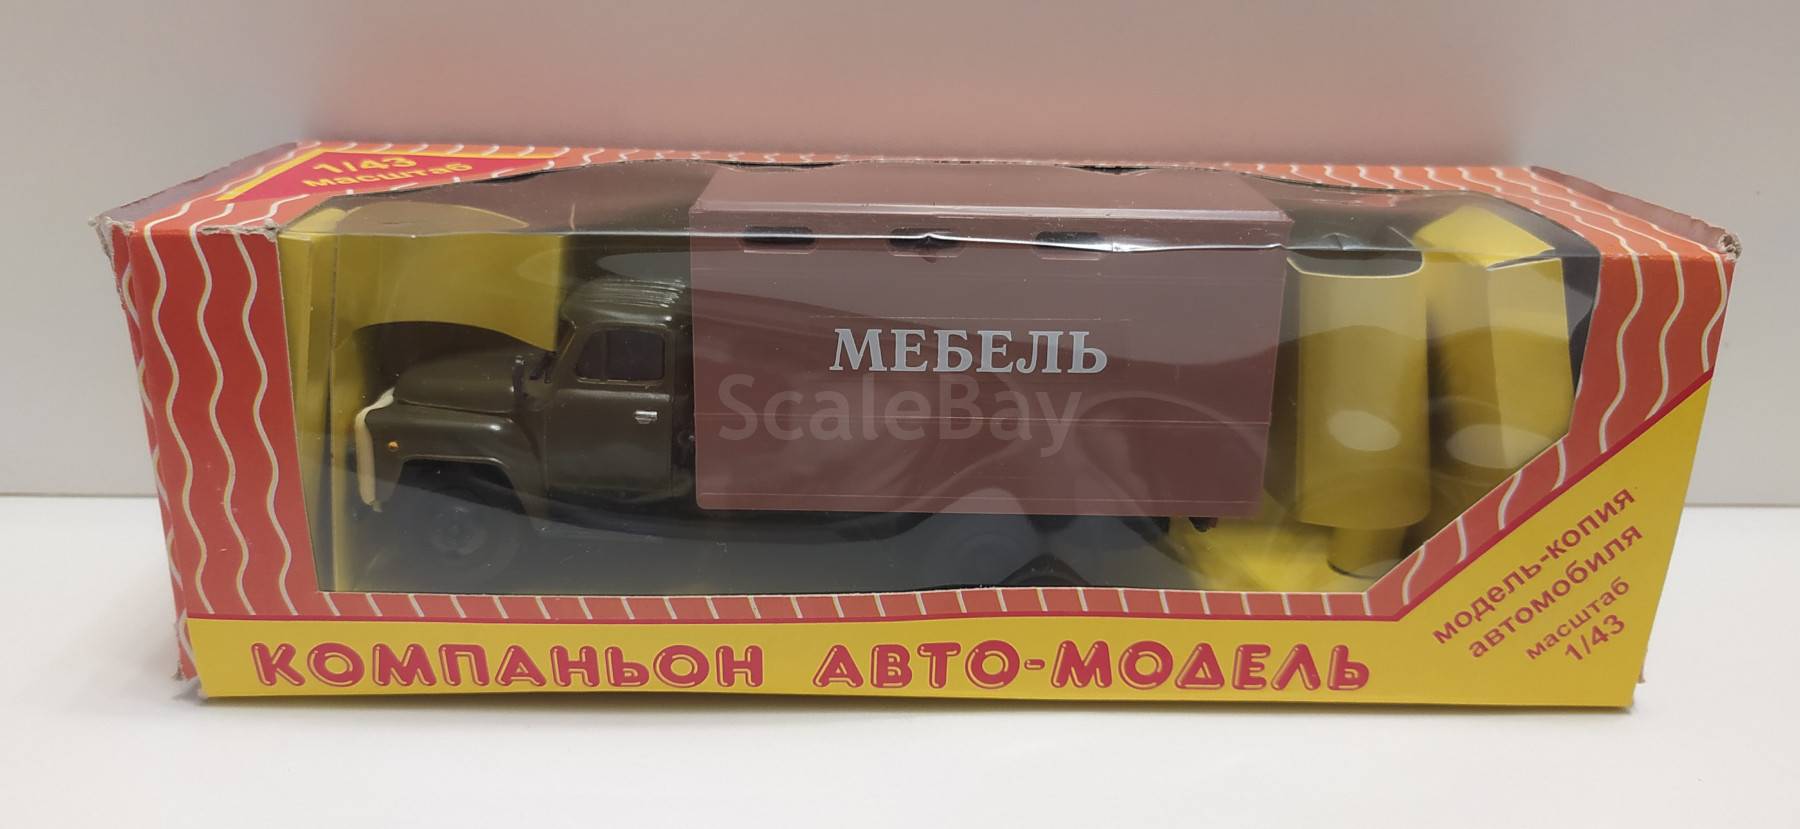 1/43
масштаб
МЕБЕЛЬ
ScaleBay
модель-копия
автомобиля
масштаб
1/43
КОМПАНЬОН АВТО-МОДЕЛЬ